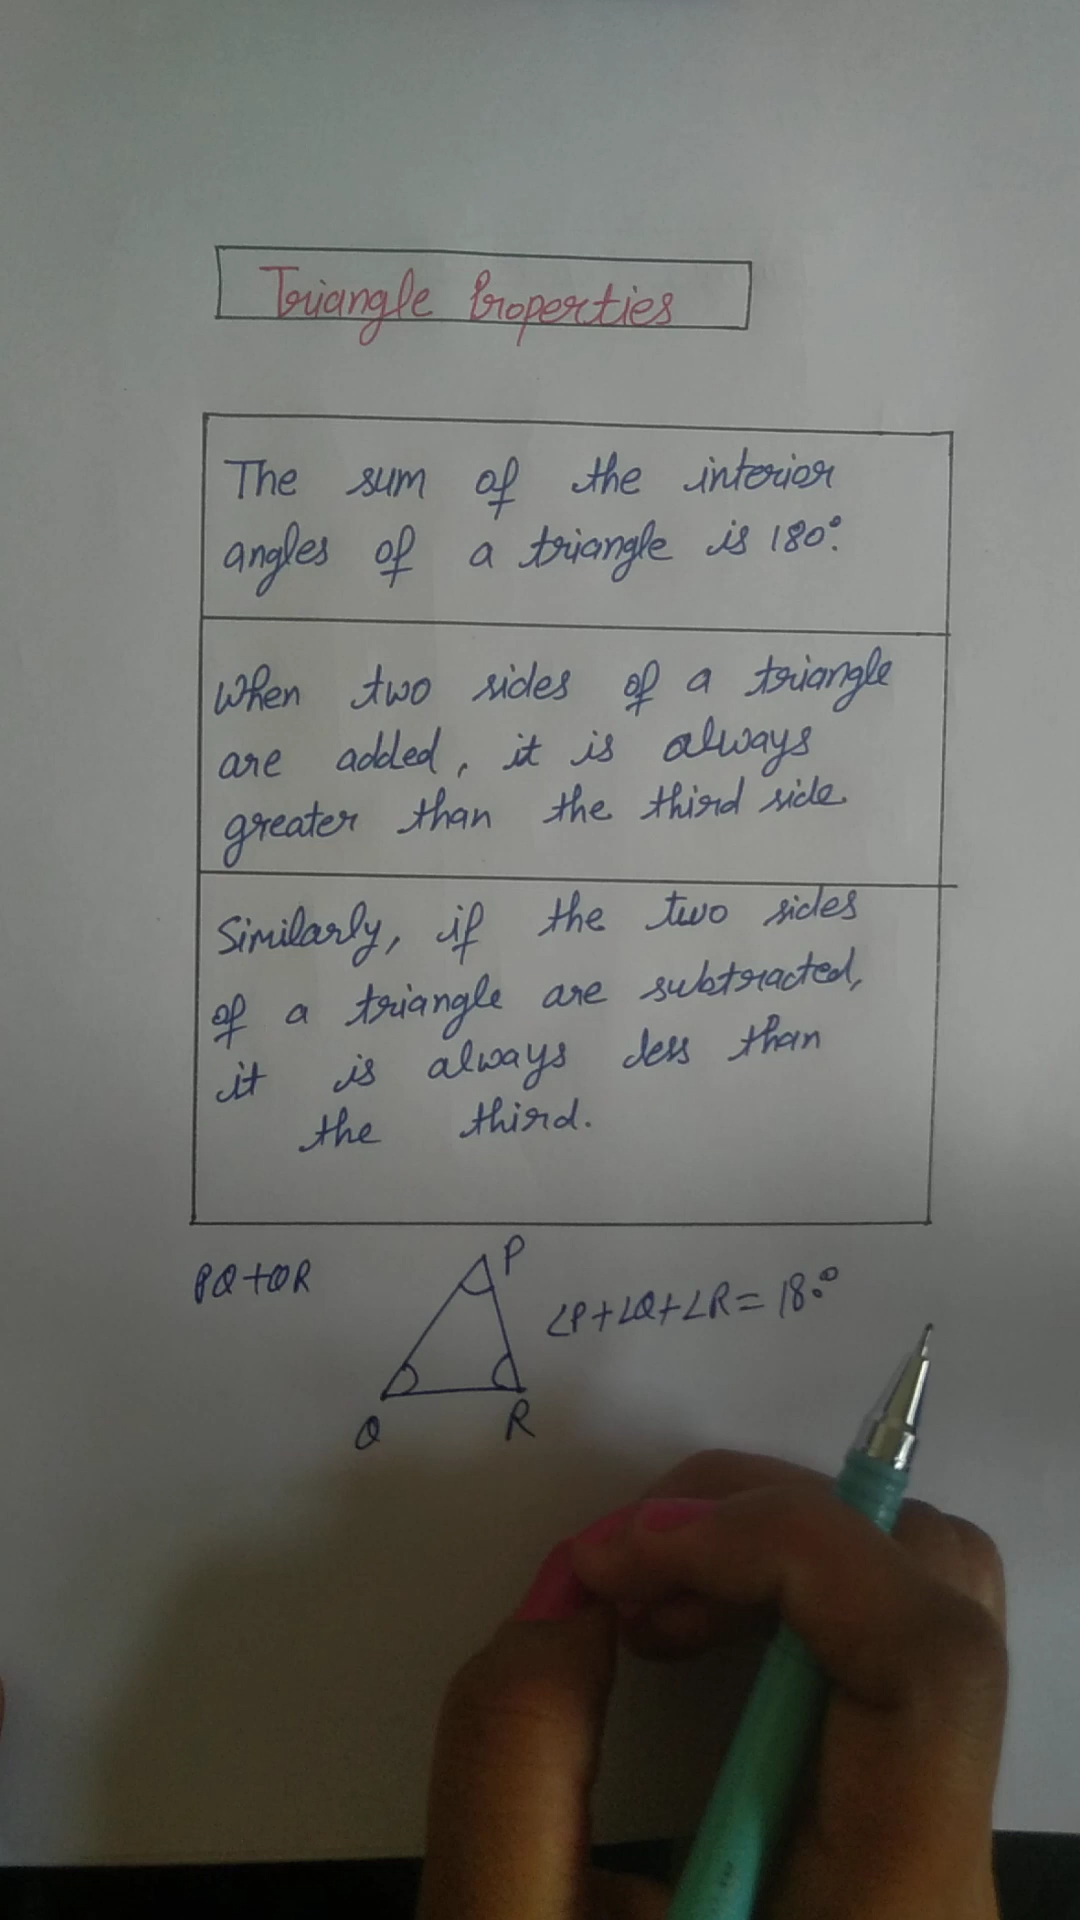 Triangle Properties
The sum of the interior
angles of a triangle is 180°.
When two sides of a triangle
are added, it is always
greater than the third side.
Similarly, if the two sides
of a triangle are subtracted,
it is always less than
the third.
P
PQ+QR
∠P+∠Q+∠R=180°
Q R